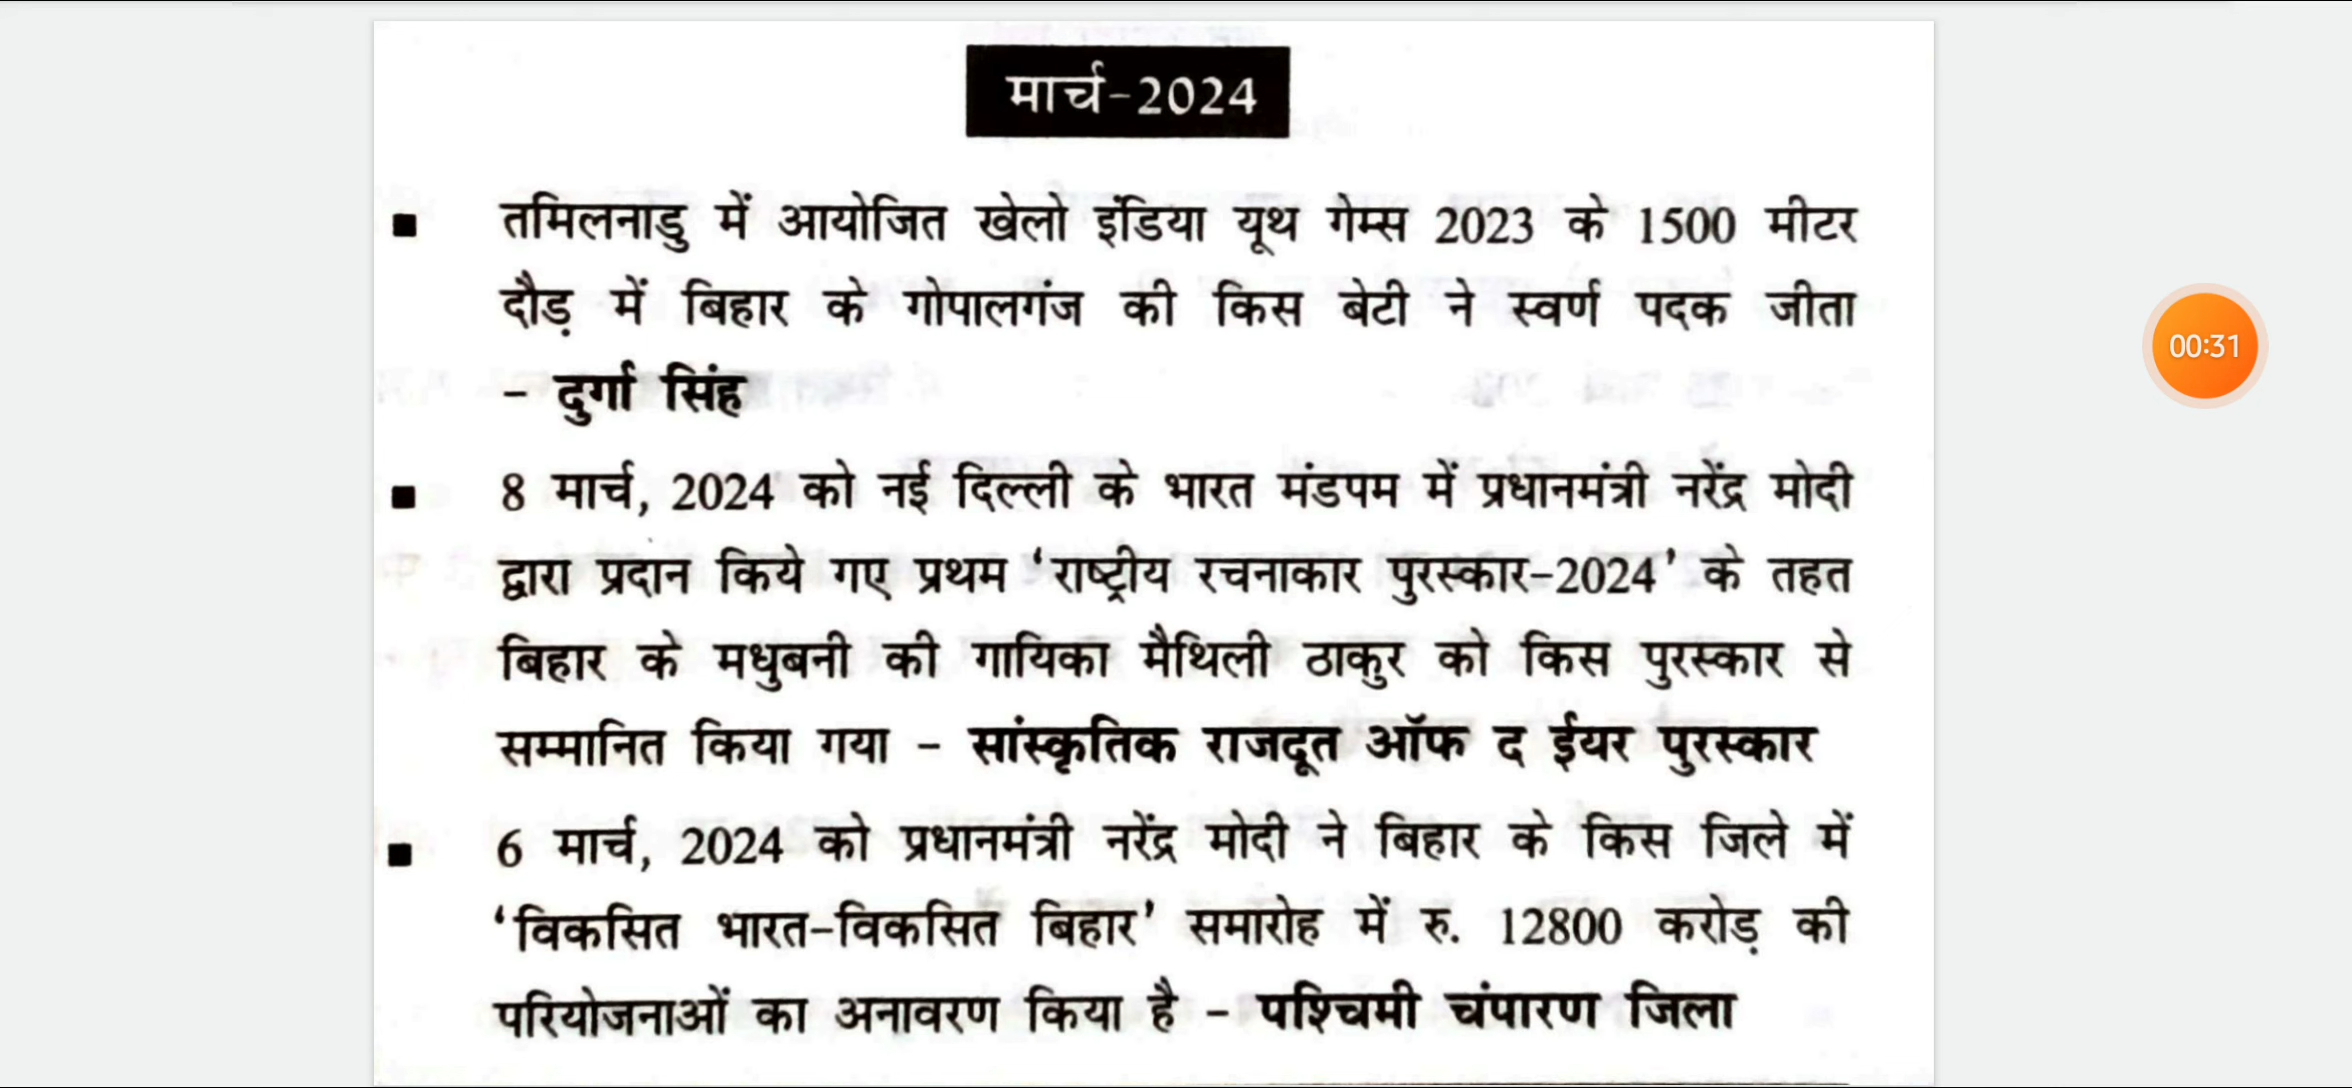 मार्च-2024
■ तमिलनाडु में आयोजित खेलो इंडिया यूथ गेम्स 2023 के 1500 मीटर
दौड़ में बिहार के गोपालगंज की किस बेटी ने स्वर्ण पदक जीता
- दुर्गा सिंह
■ 8 मार्च, 2024 को नई दिल्ली के भारत मंडपम में प्रधानमंत्री नरेंद्र मोदी
द्वारा प्रदान किये गए प्रथम ‘राष्ट्रीय रचनाकार पुरस्कार-2024’ के तहत
बिहार के मधुबनी की गायिका मैथिली ठाकुर को किस पुरस्कार से
सम्मानित किया गया - सांस्कृतिक राजदूत ऑफ द ईयर पुरस्कार
■ 6 मार्च, 2024 को प्रधानमंत्री नरेंद्र मोदी ने बिहार के किस जिले में
‘विकसित भारत-विकसित बिहार’ समारोह में रु. 12800 करोड़ की
परियोजनाओं का अनावरण किया है - पश्चिमी चंपारण जिला
00:31